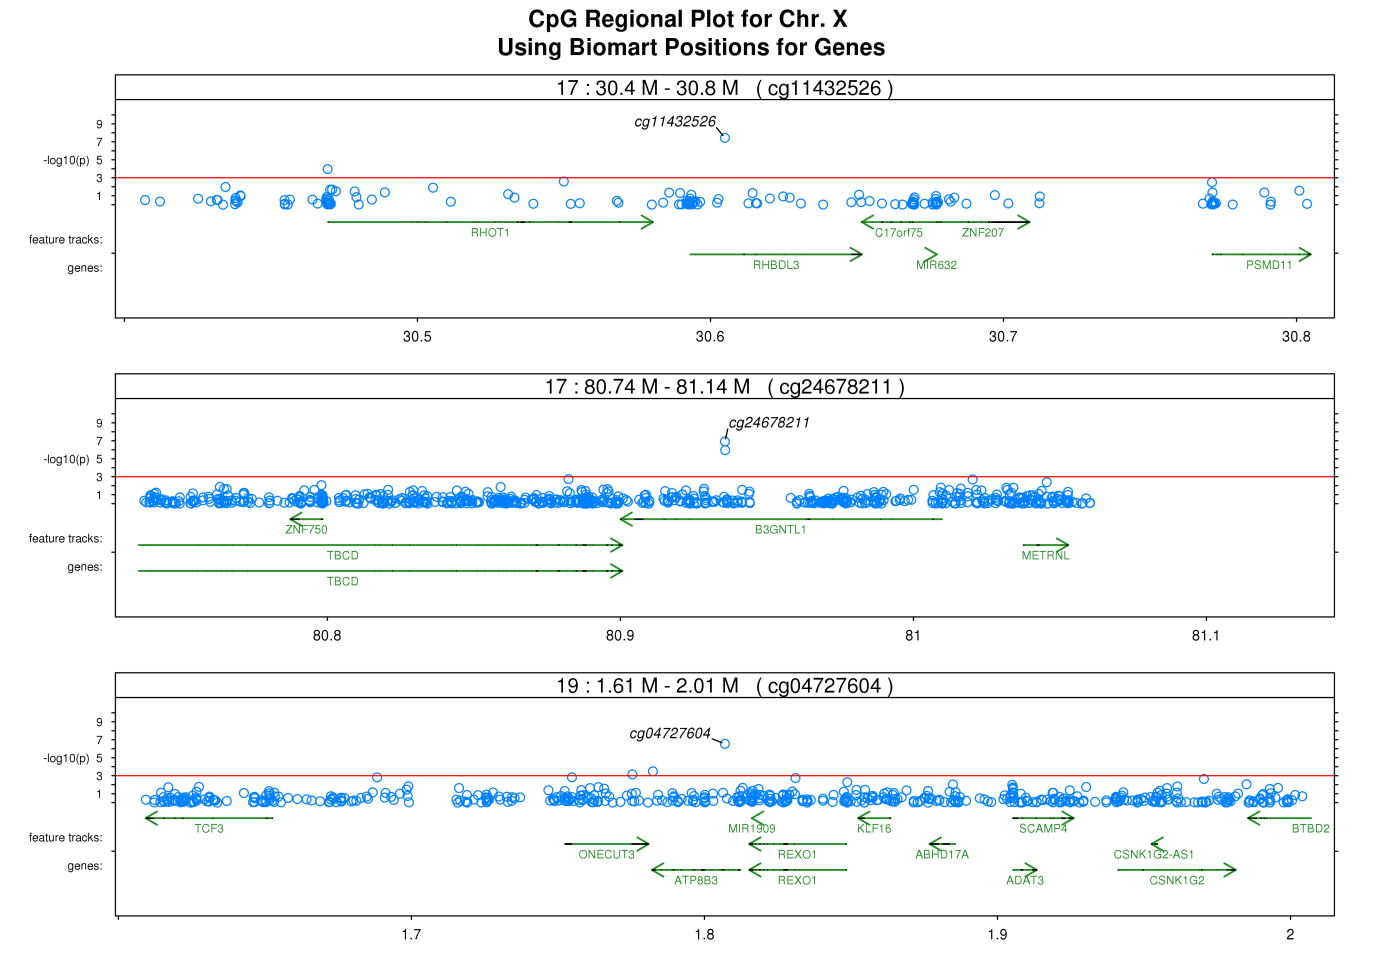 CpG Regional Plot for Chr. X
Using Biomart Positions for Genes
17 : 30.4 M - 30.8 M ( cg11432526 )
cg11432526
9
7
-log10(p) 5
3
1
RHOT1 C17orf75 ZNF207
feature tracks:
RHBDL3 MIR632 PSMD11
genes:
30.5 30.6 30.7 30.8
17 : 80.74 M - 81.14 M ( cg24678211 )
cg24678211
9
7
-log10(p) 5
3
1
ZNF750 B3GNTL1
feature tracks:
TBCD METRNL
genes:
TBCD
80.8 80.9 81 81.1
19 : 1.61 M - 2.01 M ( cg04727604 )
cg04727604
9
7
-log10(p) 5
3
1
TCF3 MIR1909 KLF16 SCAMP4 BTBD2
feature tracks:
ONECUT3 REXO1 ABHD17A CSNK1G2-AS1
genes:
ATP8B3 REXO1 ADAT3 CSNK1G2
1.7 1.8 1.9 2